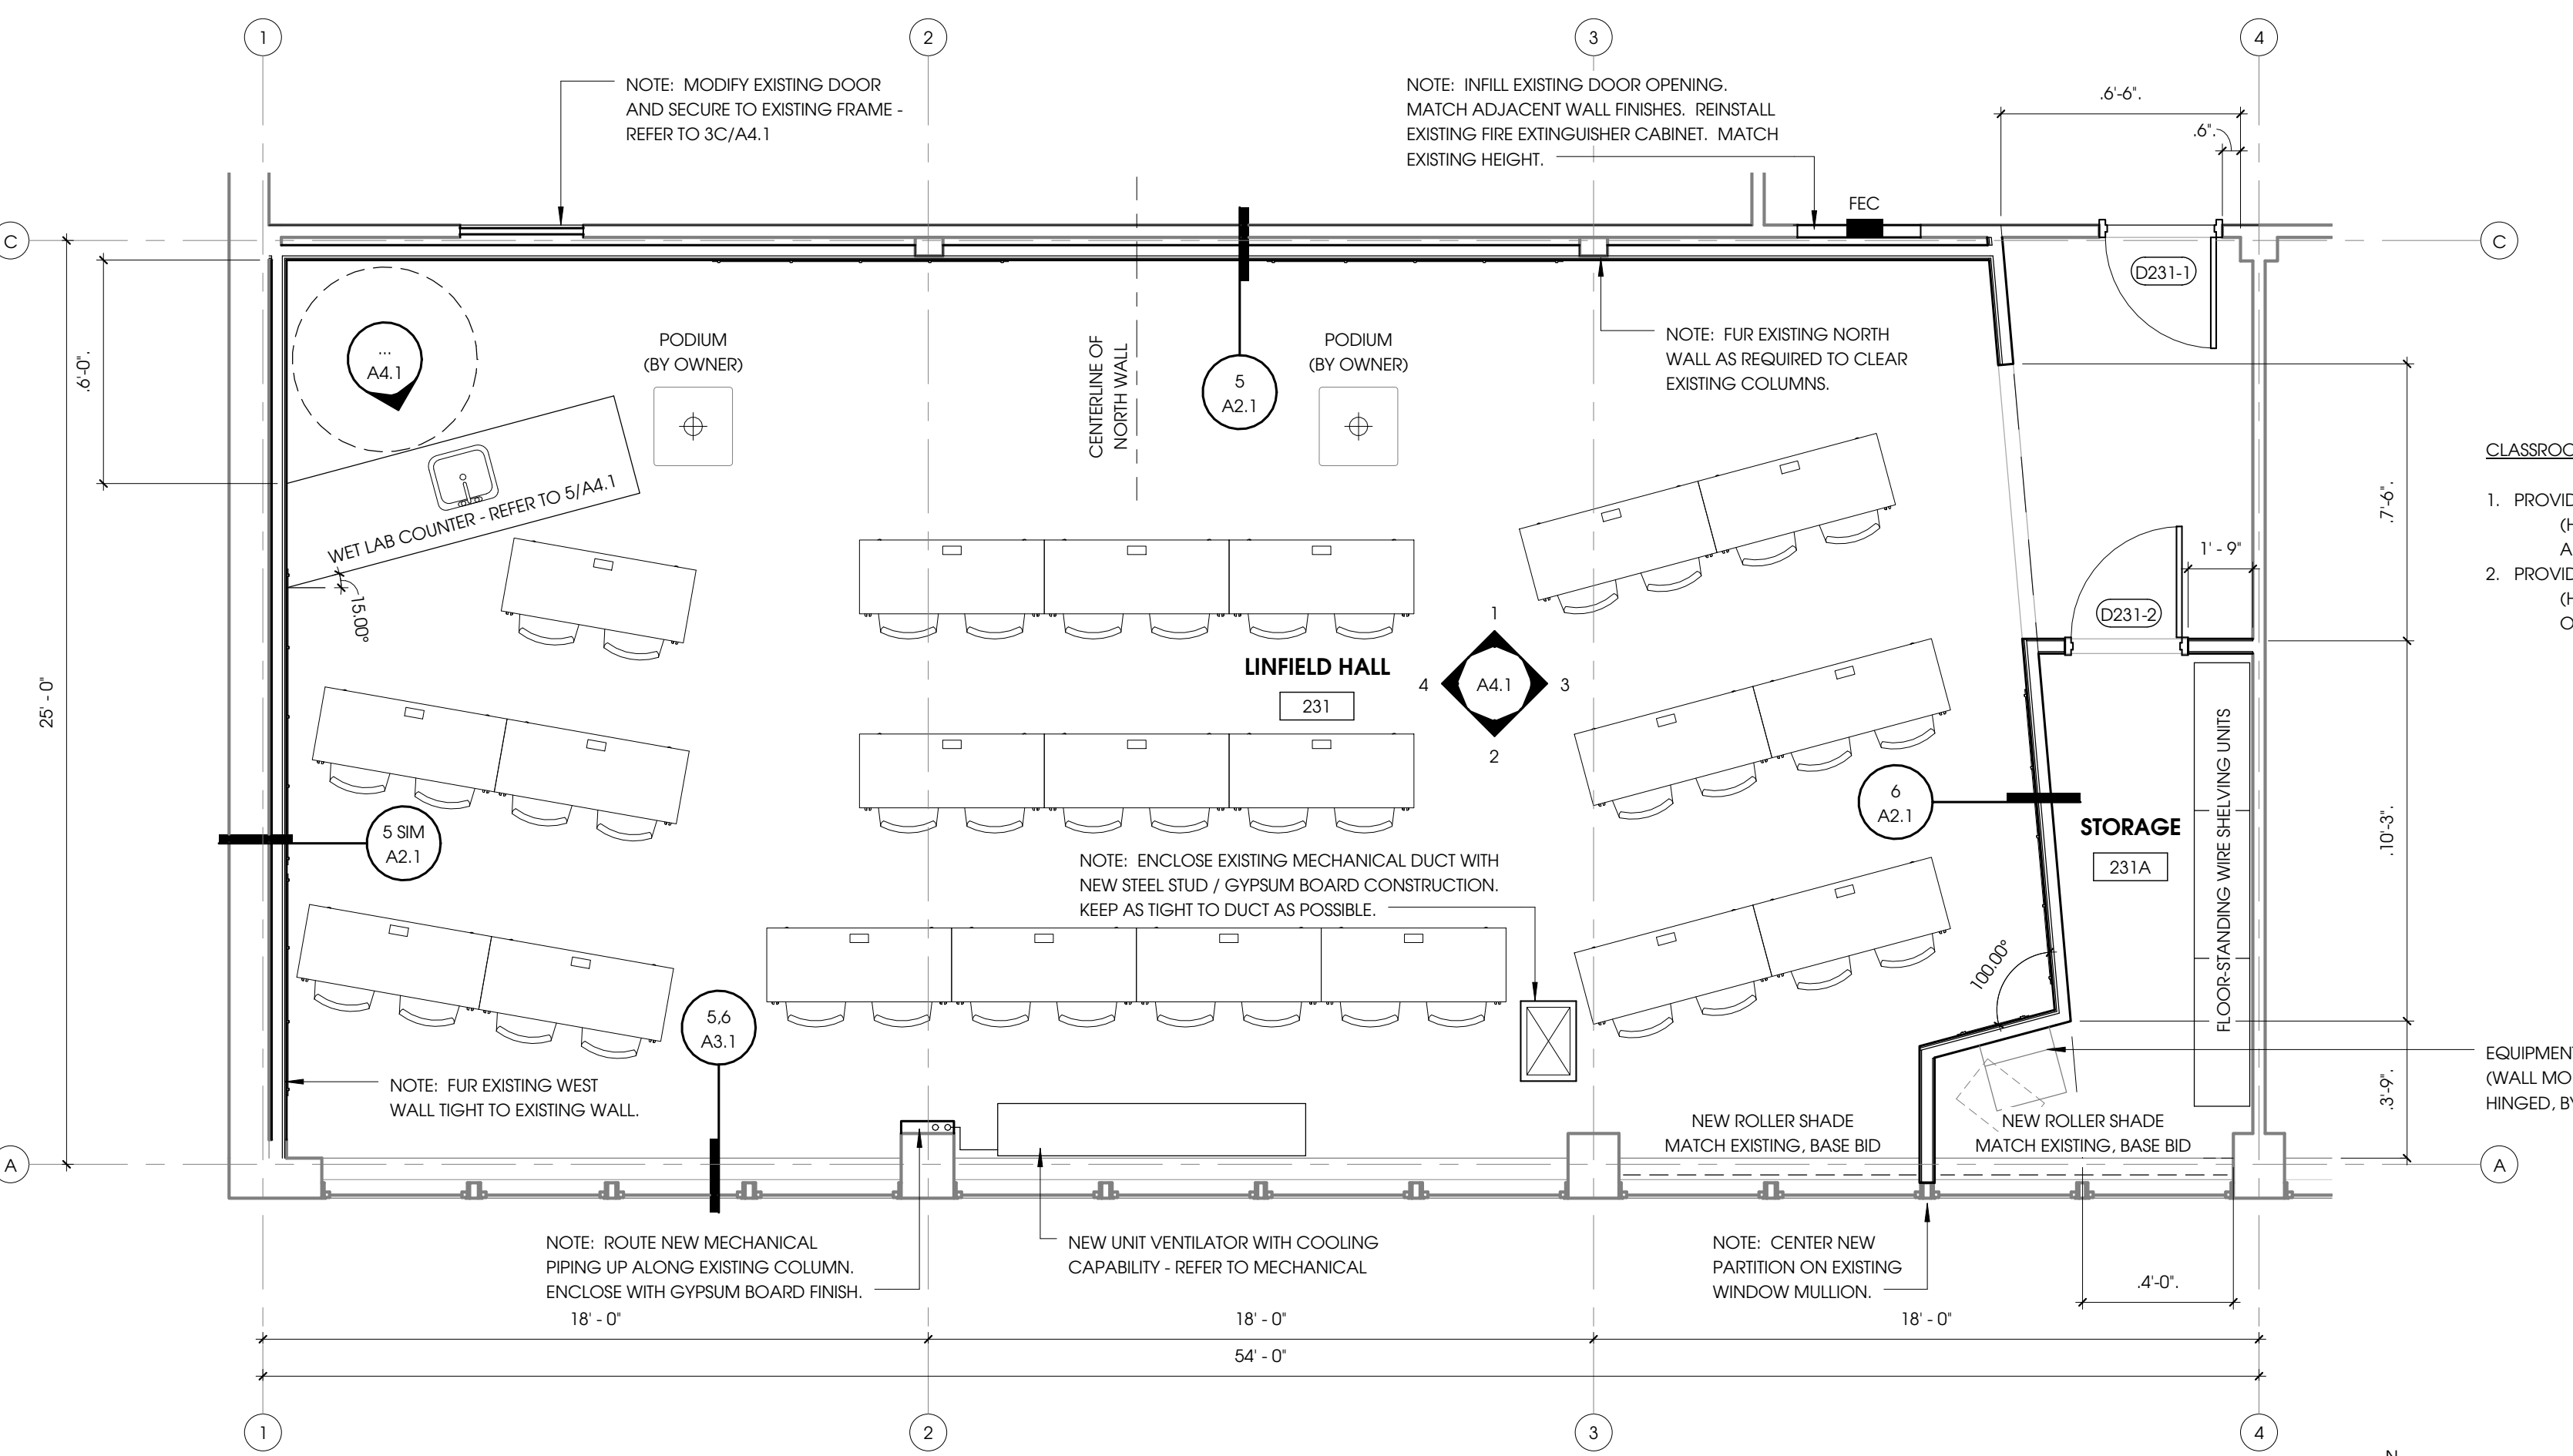 1
2
3
4
NOTE: MODIFY EXISTING DOOR
AND SECURE TO EXISTING FRAME -
REFER TO 3C/A4.1
NOTE: INFILL EXISTING DOOR OPENING.
MATCH ADJACENT WALL FINISHES. REINSTALL
EXISTING FIRE EXTINGUISHER CABINET. MATCH
EXISTING HEIGHT.
.6'-6".
.6".
FEC
C
C
D231-1
.6'-0".
...
A4.1
PODIUM
(BY OWNER)
CENTERLINE OF
NORTH WALL
5
A2.1
PODIUM
(BY OWNER)
NOTE: FUR EXISTING NORTH
WALL AS REQUIRED TO CLEAR
EXISTING COLUMNS.
WET LAB COUNTER - REFER TO 5/A4.1
15.00°
.7'-6".
CLASSROO
1. PROVID
(H
A
2. PROVID
(H
O
1' - 9"
D231-2
25' - 0"
LINFIELD HALL
231
1
4
A4.1
3
2
5 SIM
A2.1
6
A2.1
STORAGE
231A
FLOOR-STANDING WIRE SHELVING UNITS
.10'-3".
NOTE: ENCLOSE EXISTING MECHANICAL DUCT WITH
NEW STEEL STUD / GYPSUM BOARD CONSTRUCTION.
KEEP AS TIGHT TO DUCT AS POSSIBLE.
100.00°
5,6
A3.1
NOTE: FUR EXISTING WEST
WALL TIGHT TO EXISTING WALL.
EQUIPMEN
(WALL MO
HINGED, BY
.3'-9".
NEW ROLLER SHADE
MATCH EXISTING, BASE BID
NEW ROLLER SHADE
MATCH EXISTING, BASE BID
A
A
NOTE: ROUTE NEW MECHANICAL
PIPING UP ALONG EXISTING COLUMN.
ENCLOSE WITH GYPSUM BOARD FINISH.
NEW UNIT VENTILATOR WITH COOLING
CAPABILITY - REFER TO MECHANICAL
NOTE: CENTER NEW
PARTITION ON EXISTING
WINDOW MULLION.
.4'-0".
18' - 0"
18' - 0"
18' - 0"
54' - 0"
1
2
3
4
N